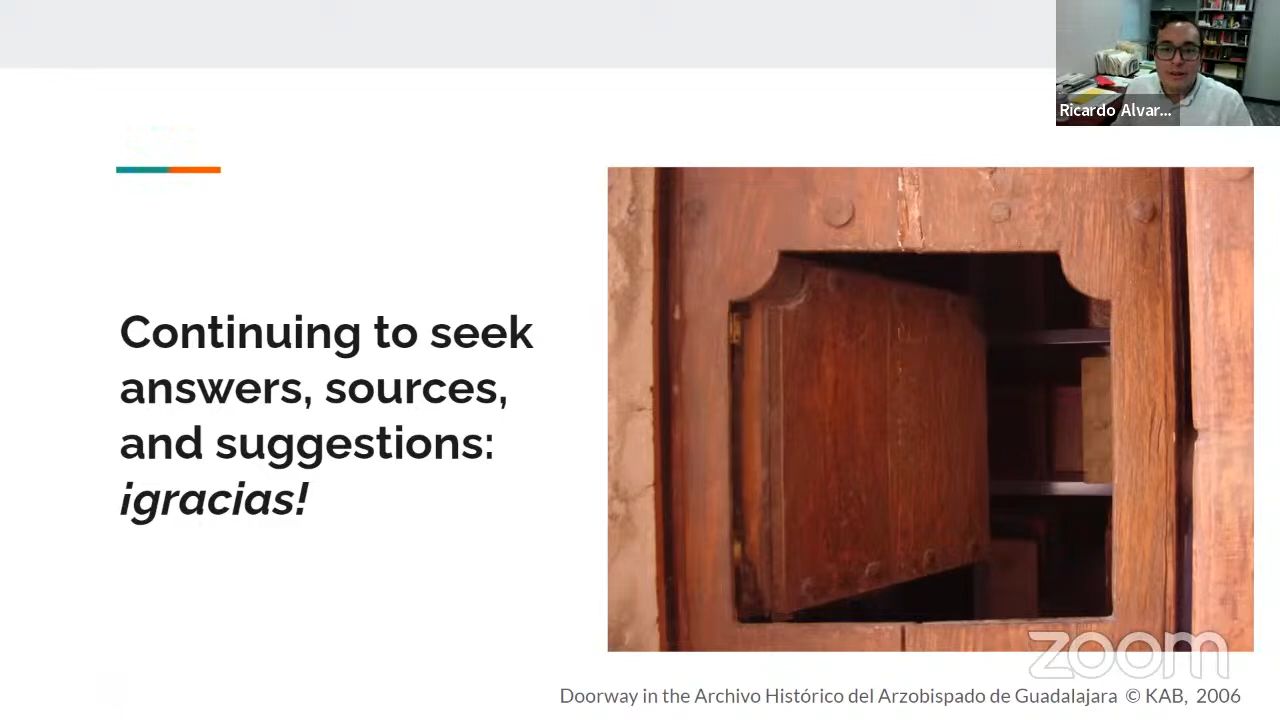 Ricardo Alvar...
Continuing to seek
answers, sources,
and suggestions:
¡gracias!
zoom
Doorway in the Archivo Histórico del Arzobispado de Guadalajara © KAB, 2006